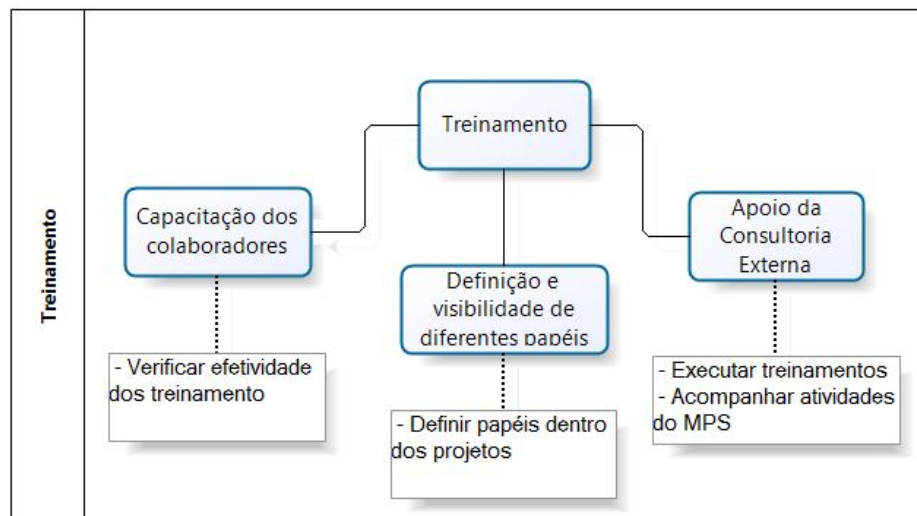 Treinamento
Treinamento
Capacitação dos
colaboradores
Apoio da
Consultoria
Externa
Definição e
visibilidade de
diferentes papéis
- Verificar efetividade
dos treinamento
- Executar treinamentos
- Acompanhar atividades
do MPS
- Definir papéis dentro
dos projetos